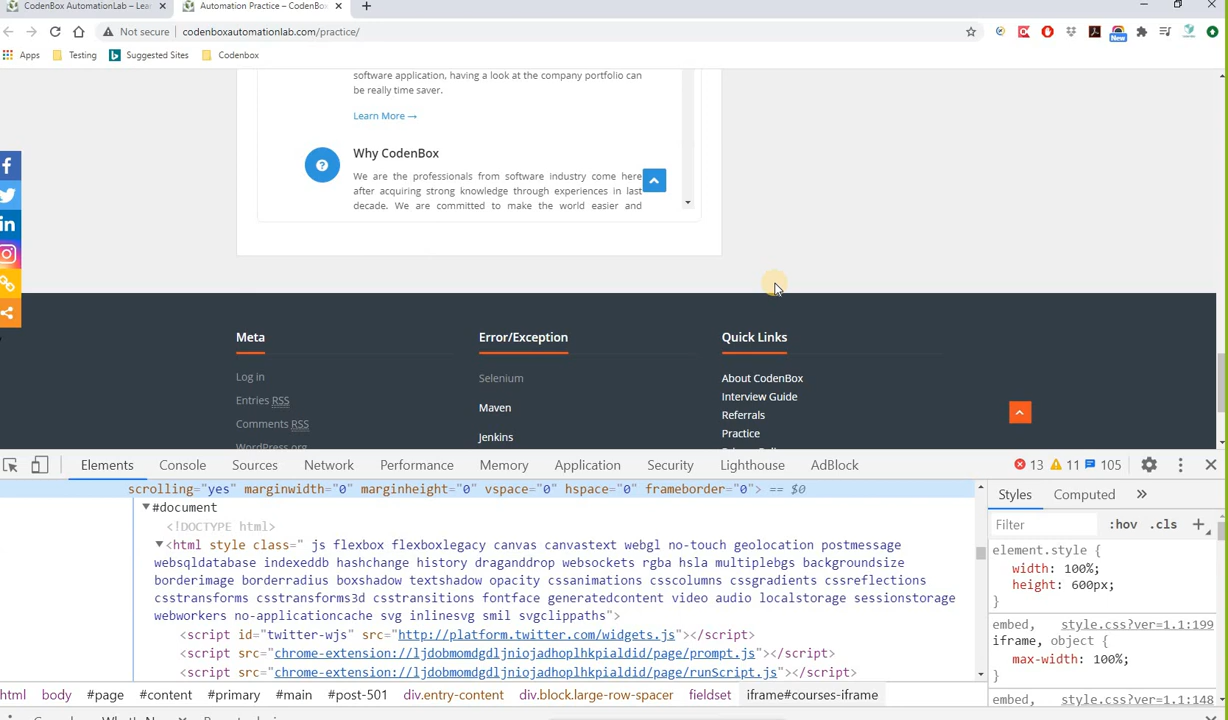 CodenBox AutomationLab – Lea
Automation Practice – CodenBox
Not secure
codenboxautomationlab.com/practice/
New
Apps
Testing
Suggested Sites
Codenbox
software application, having a look at the company portfolio can
be really time saver.
Learn More →
Why CodenBox
We are the professionals from software industry come here
after acquiring strong knowledge through experiences in last
decade. We are committed to make the world easier and
Meta
Error/Exception
Quick Links
Log in
Entries RSS
Comments RSS
WordPress.org
Selenium
Maven
Jenkins
About CodenBox
Interview Guide
Referrals
Practice
Elements
Console
Sources
Network
Performance
Memory
Application
Security
Lighthouse
AdBlock
13
11
105
scrolling="yes" marginwidth="0" marginheight="0" vspace="0" hspace="0" frameborder="0"> == $0
#document
<!DOCTYPE html>
<html style class=" js flexbox flexboxlegacy canvas canvastext webgl no-touch geolocation postmessage
websqldatabase indexeddb hashchange history draganddrop websockets rgba hsla multiplebgs backgroundsize
borderimage borderradius boxshadow textshadow opacity cssanimations csscolumns cssgradients cssreflections
csstransforms csstransforms3d csstransitions fontface generatedcontent video audio localstorage sessionstorage
webworkers no-applicationcache svg inlinesvg smil svgclippaths">
<script id="twitter-wjs" src="http://platform.twitter.com/widgets.js"></script>
<script src="chrome-extension://ljdobmomdgdljniojadhoplhkpialdid/page/prompt.js"></script>
<script src="chrome-extension://ljdobmomdgdljniojadhoplhkpialdid/page/runScript.js"></script>
html
body
#page
#content
#primary
#main
#post-501
div.entry-content
div.block.large-row-spacer
fieldset
iframe#courses-iframe
Styles
Computed
Filter
:hov
.cls
element.style {
width: 100%;
height: 600px;
}
embed,
style.css?ver=1.1:199
iframe, object {
max-width: 100%;
}
embed,
style.css?ver=1.1:148